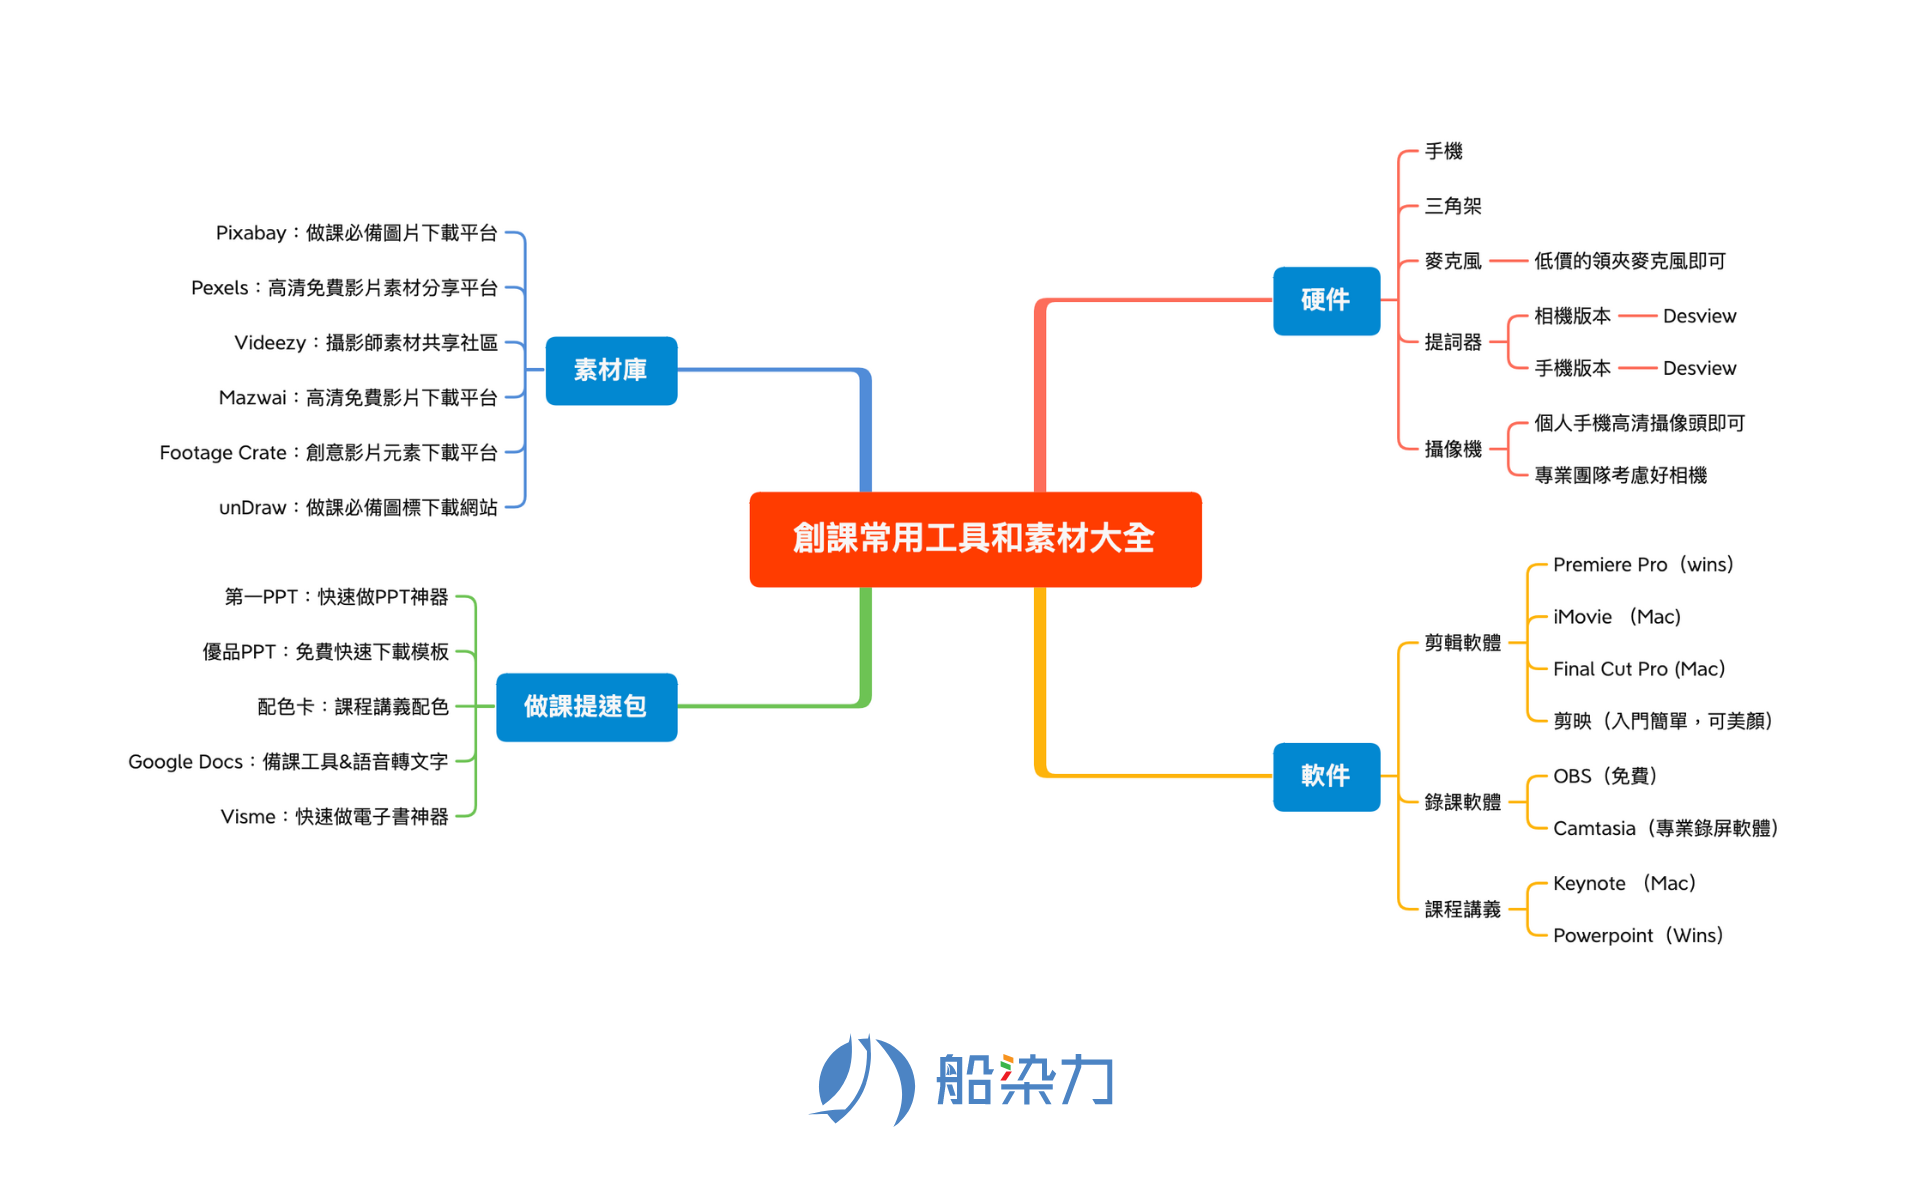 創課常用工具和素材大全
素材庫
Pixabay：做課必備圖片下載平台
Pexels：高清免費影片素材分享平台
Videezy：攝影師素材共享社區
Mazwai：高清免費影片下載平台
Footage Crate：創意影片元素下載平台
unDraw：做課必備圖標下載網站
做課提速包
第一PPT：快速做PPT神器
優品PPT：免費快速下載模板
配色卡：課程講義配色
Google Docs：備課工具&語音轉文字
Visme：快速做電子書神器
硬件
手機
三角架
麥克風
低價的領夾麥克風即可
提詞器
相機版本
Desview
手機版本
Desview
攝像機
個人手機高清攝像頭即可
專業團隊考慮好相機
軟件
剪輯軟體
Premiere Pro（wins）
iMovie （Mac)
Final Cut Pro (Mac)
剪映（入門簡單，可美顏）
錄課軟體
OBS（免費）
Camtasia（專業錄屏軟體）
課程講義
Keynote （Mac）
Powerpoint（Wins）
船染力